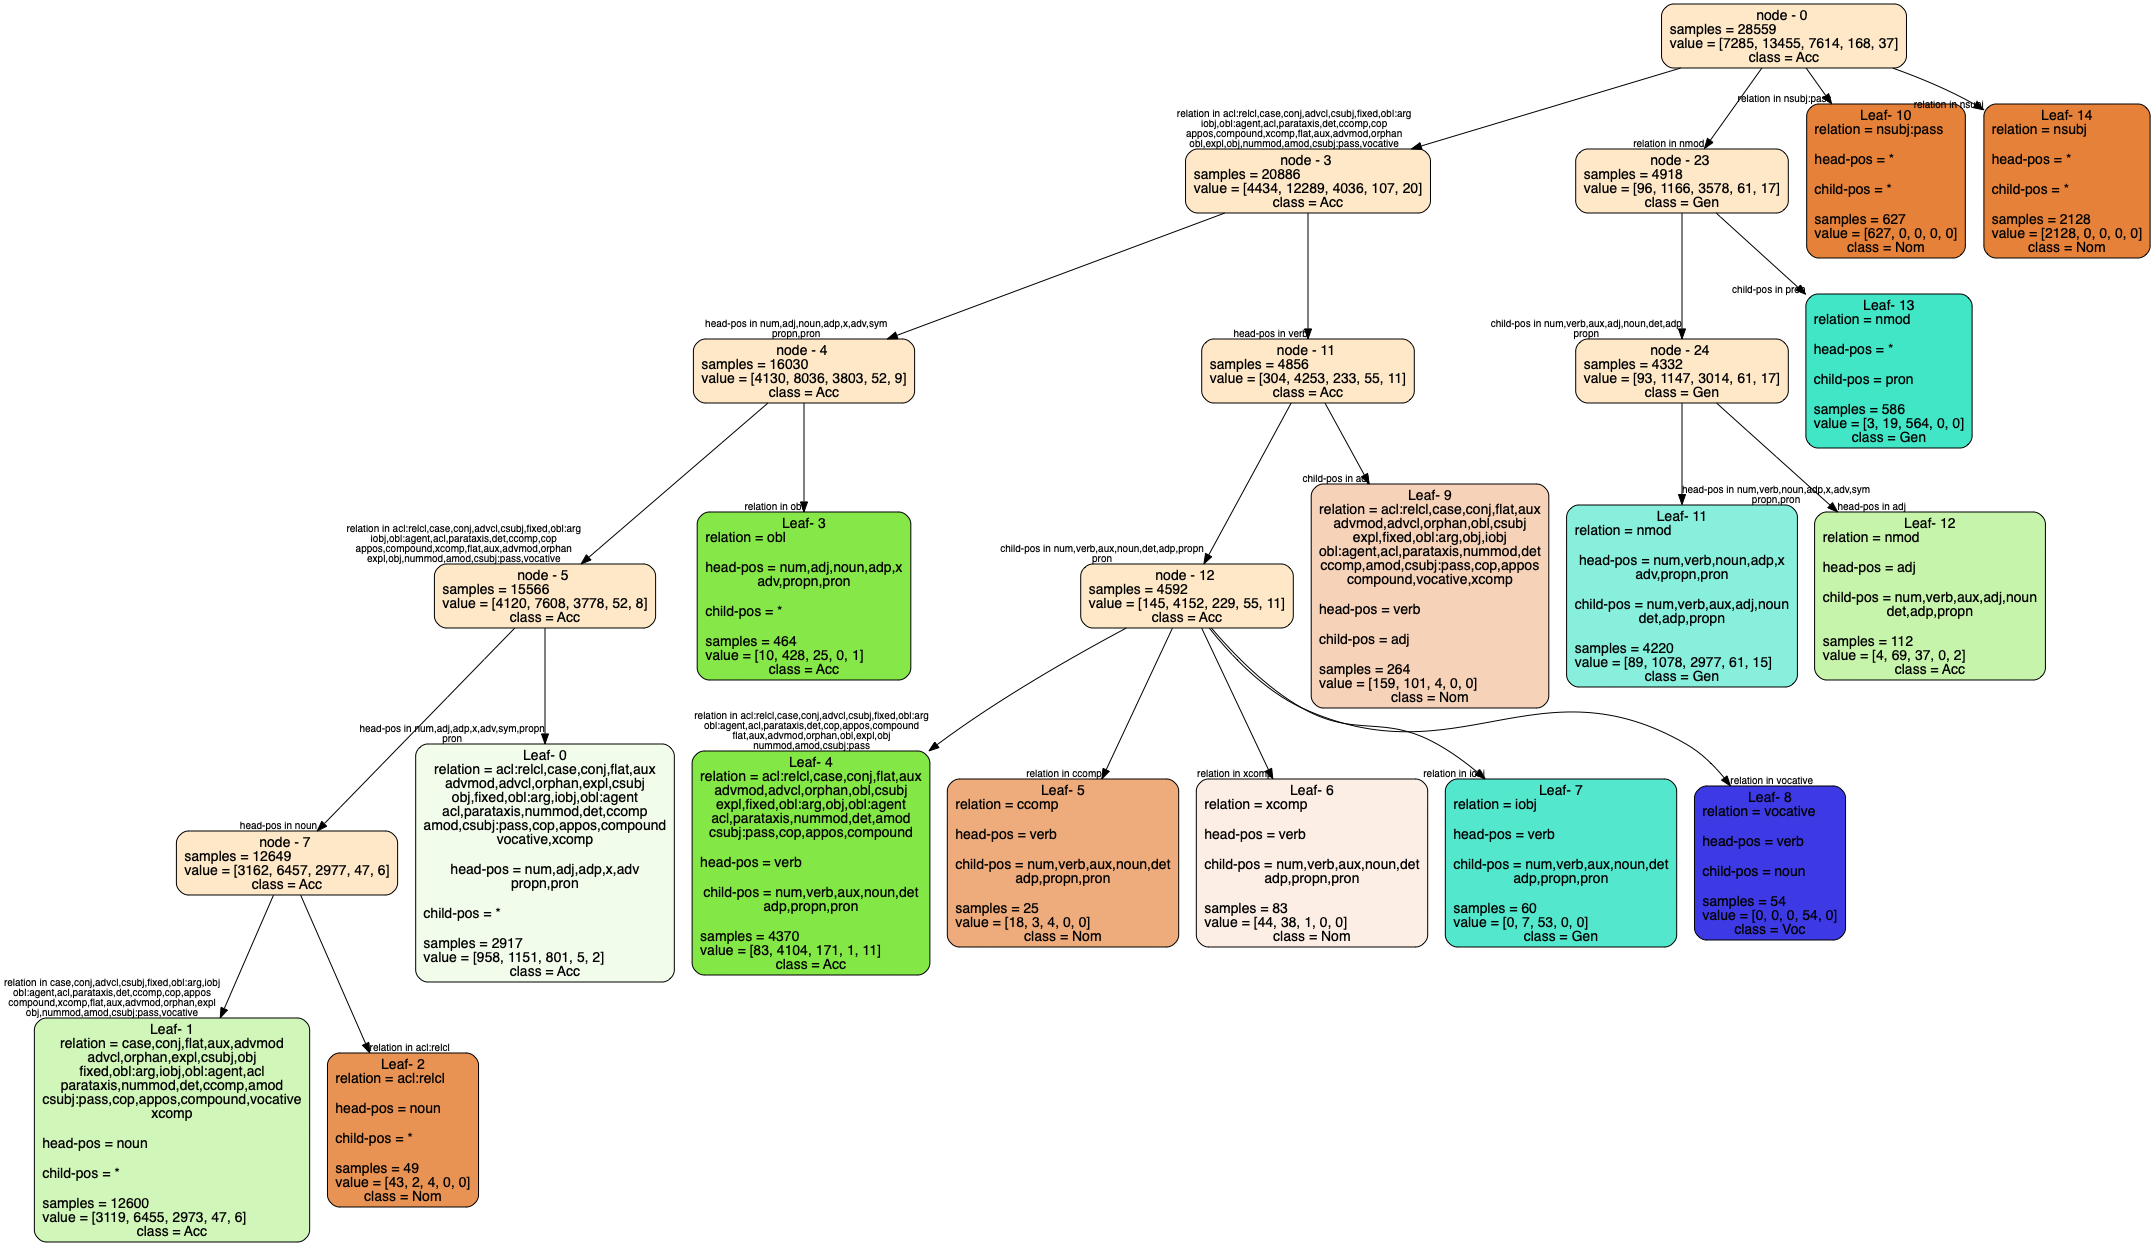 node - 0
samples = 28559
value = [7285, 13455, 7614, 168, 37]
class = Acc
relation in acl:relcl,case,conj,advcl,csubj,fixed,obl:arg
iobj,obl:agent,acl,parataxis,det,ccomp,cop
appos,compound,xcomp,flat,aux,advmod,orphan
obl,expl,obj,nummod,amod,csubj:pass,vocative
relation in nmod
relation in nsubj:pass
relation in nsubj
node - 3
samples = 20886
value = [4434, 12289, 4036, 107, 20]
class = Acc
node - 23
samples = 4918
value = [96, 1166, 3578, 61, 17]
class = Gen
Leaf- 10
relation = nsubj:pass
head-pos = *
child-pos = *
samples = 627
value = [627, 0, 0, 0, 0]
class = Nom
Leaf- 14
relation = nsubj
head-pos = *
child-pos = *
samples = 2128
value = [2128, 0, 0, 0, 0]
class = Nom
head-pos in num,adj,noun,adp,x,adv,sym
propn,pron
head-pos in verb
child-pos in num,verb,aux,adj,noun,det,adp
propn
child-pos in pron
node - 4
samples = 16030
value = [4130, 8036, 3803, 52, 9]
class = Acc
node - 11
samples = 4856
value = [304, 4253, 233, 55, 11]
class = Acc
node - 24
samples = 4332
value = [93, 1147, 3014, 61, 17]
class = Gen
Leaf- 13
relation = nmod
head-pos = *
child-pos = pron
samples = 586
value = [3, 19, 564, 0, 0]
class = Gen
relation in acl:relcl,case,conj,advcl,csubj,fixed,obl:arg
iobj,obl:agent,acl,parataxis,det,ccomp,cop
appos,compound,xcomp,flat,aux,advmod,orphan
expl,obj,nummod,amod,csubj:pass,vocative
relation in obl
child-pos in num,verb,aux,noun,det,adp,propn
pron
child-pos in adj
head-pos in num,verb,noun,adp,x,adv,sym
propn,pron
head-pos in adj
node - 5
samples = 15566
value = [4120, 7608, 3778, 52, 8]
class = Acc
Leaf- 3
relation = obl
head-pos = num,adj,noun,adp,x
adv,propn,pron
child-pos = *
samples = 464
value = [10, 428, 25, 0, 1]
class = Acc
node - 12
samples = 4592
value = [145, 4152, 229, 55, 11]
class = Acc
Leaf- 9
relation = acl:relcl,case,conj,flat,aux
advmod,advcl,orphan,obl,csubj
expl,fixed,obl:arg,obj,iobj
obl:agent,acl,parataxis,nummod,det
ccomp,amod,csubj:pass,cop,appos
compound,vocative,xcomp
head-pos = verb
child-pos = adj
samples = 264
value = [159, 101, 4, 0, 0]
class = Nom
Leaf- 11
relation = nmod
head-pos = num,verb,noun,adp,x
adv,propn,pron
child-pos = num,verb,aux,adj,noun
det,adp,propn
samples = 4220
value = [89, 1078, 2977, 61, 15]
class = Gen
Leaf- 12
relation = nmod
head-pos = adj
child-pos = num,verb,aux,adj,noun
det,adp,propn
samples = 112
value = [4, 69, 37, 0, 2]
class = Acc
head-pos in noun
head-pos in num,adj,adp,x,adv,sym,propn
pron
relation in acl:relcl,case,conj,advcl,csubj,fixed,obl:arg
obl:agent,acl,parataxis,det,cop,appos,compound
flat,aux,advmod,orphan,obl,expl,obj
nummod,amod,csubj:pass
relation in ccomp
relation in xcomp
relation in iobj
relation in vocative
node - 7
samples = 12649
value = [3162, 6457, 2977, 47, 6]
class = Acc
Leaf- 0
relation = acl:relcl,case,conj,flat,aux
advmod,advcl,orphan,expl,csubj
obj,fixed,obl:arg,iobj,obl:agent
acl,parataxis,nummod,det,ccomp
amod,csubj:pass,cop,appos,compound
vocative,xcomp
head-pos = num,adj,adp,x,adv
propn,pron
child-pos = *
samples = 2917
value = [958, 1151, 801, 5, 2]
class = Acc
Leaf- 4
relation = acl:relcl,case,conj,flat,aux
advmod,advcl,orphan,obl,csubj
expl,fixed,obl:arg,obj,obl:agent
acl,parataxis,nummod,det,amod
csubj:pass,cop,appos,compound
head-pos = verb
child-pos = num,verb,aux,noun,det
adp,propn,pron
samples = 4370
value = [83, 4104, 171, 1, 11]
class = Acc
Leaf- 5
relation = ccomp
head-pos = verb
child-pos = num,verb,aux,noun,det
adp,propn,pron
samples = 25
value = [18, 3, 4, 0, 0]
class = Nom
Leaf- 6
relation = xcomp
head-pos = verb
child-pos = num,verb,aux,noun,det
adp,propn,pron
samples = 83
value = [44, 38, 1, 0, 0]
class = Nom
Leaf- 7
relation = iobj
head-pos = verb
child-pos = num,verb,aux,noun,det
adp,propn,pron
samples = 60
value = [0, 7, 53, 0, 0]
class = Gen
Leaf- 8
relation = vocative
head-pos = verb
child-pos = noun
samples = 54
value = [0, 0, 0, 54, 0]
class = Voc
relation in case,conj,advcl,csubj,fixed,obl:arg,iobj
obl:agent,acl,parataxis,det,ccomp,cop,appos
compound,xcomp,flat,aux,advmod,orphan,expl
obj,nummod,amod,csubj:pass,vocative
relation in acl:relcl
Leaf- 1
relation = case,conj,flat,aux,advmod
advcl,orphan,expl,csubj,obj
fixed,obl:arg,iobj,obl:agent,acl
parataxis,nummod,det,ccomp,amod
csubj:pass,cop,appos,compound,vocative
xcomp
head-pos = noun
child-pos = *
samples = 12600
value = [3119, 6455, 2973, 47, 6]
class = Acc
Leaf- 2
relation = acl:relcl
head-pos = noun
child-pos = *
samples = 49
value = [43, 2, 4, 0, 0]
class = Nom